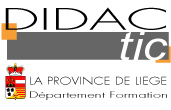 DIDAC
tic
LA PROVINCE DE LIEGE
Département Formation